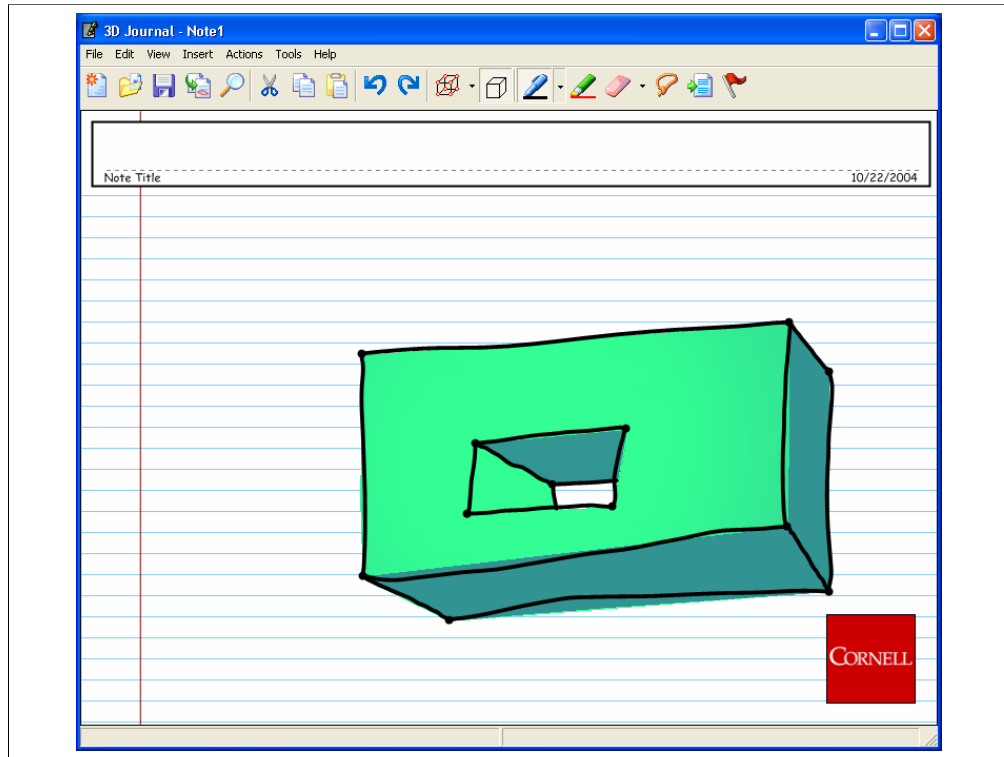 3D Journal - Note1
File Edit View Insert Actions Tools Help
Note Title 10/22/2004
CORNELL